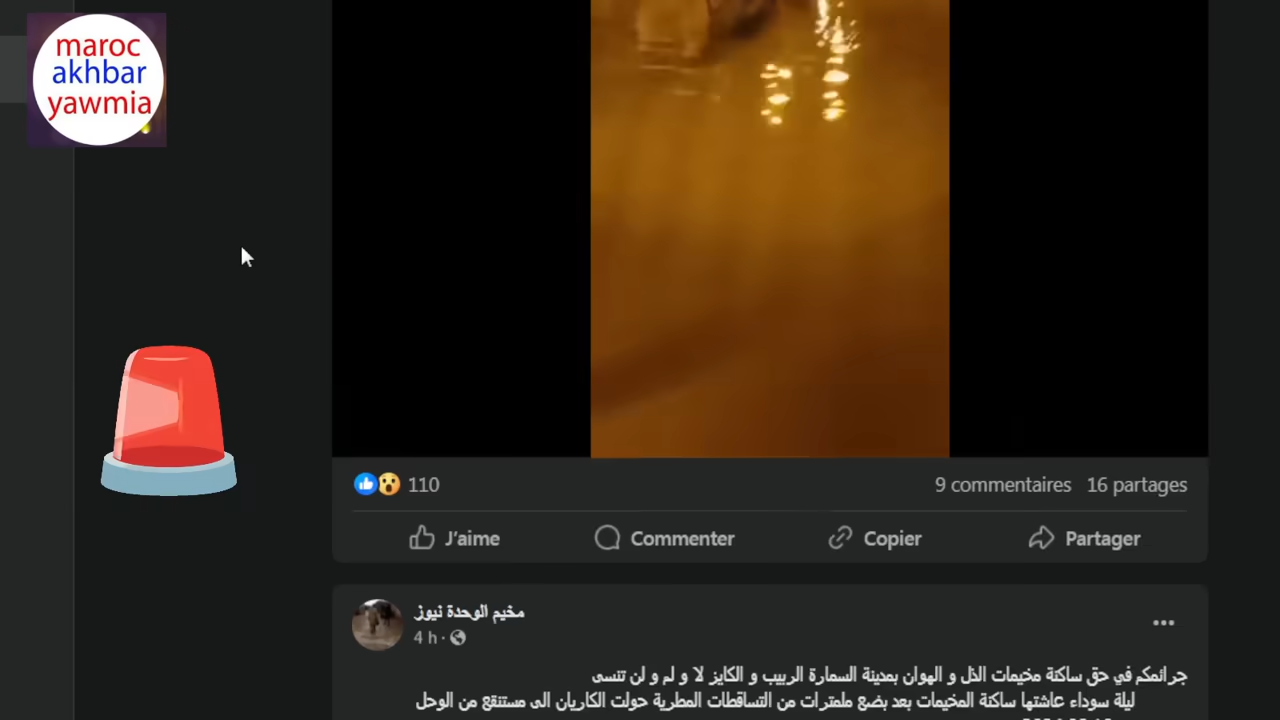 maroc
akhbar
yawmia
110
9 commentaires 16 partages
J'aime Commenter Copier Partager
مخيم الوحدة نيوز
4 h
جرائمكم في حق ساكنة مخيمات الذل و الهوان بمدينة السمارة الربيب و الكايز لا و لم و لن تنسى
ليلة سوداء عاشتها ساكنة المخيمات بعد بضع ملمترات من التساقطات المطرية حولت الكاريان الى مستنقع من الوحل